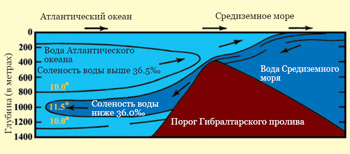 Атлантический океан
Средиземное море
Глубина (в метрах)
0
200
400
600
800
1000
1200
1400
Вода Атлантического
океана
Соленость воды выше 36.5‰
10.0°
11.5°
10.0°
Соленость воды
ниже 36.0‰
Вода Средиземного
моря
Порог Гибралтарского пролива